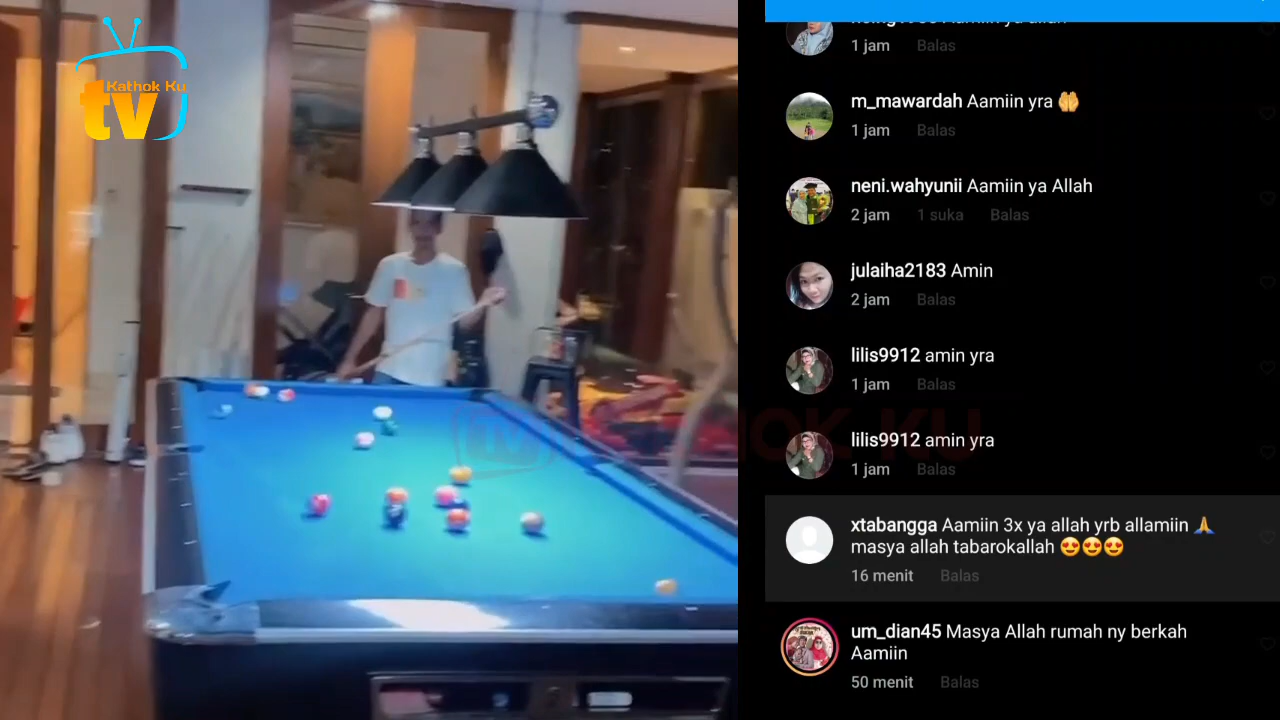 Kathok Ku
tv
Aamiin ya allah
1 jam Balas
m_mawardah Aamiin yra 🤲
1 jam Balas
neni.wahyunii Aamiin ya Allah
2 jam 1 suka Balas
julaiha2183 Amin
2 jam Balas
lilis9912 amin yra
1 jam Balas
lilis9912 amin yra
1 jam Balas
xtabangga Aamiin 3x ya allah yrb allamiin 🙏
masya allah tabarokallah 😍😍😍
16 menit Balas
um_dian45 Masya Allah rumah ny berkah
Aamiin
50 menit Balas